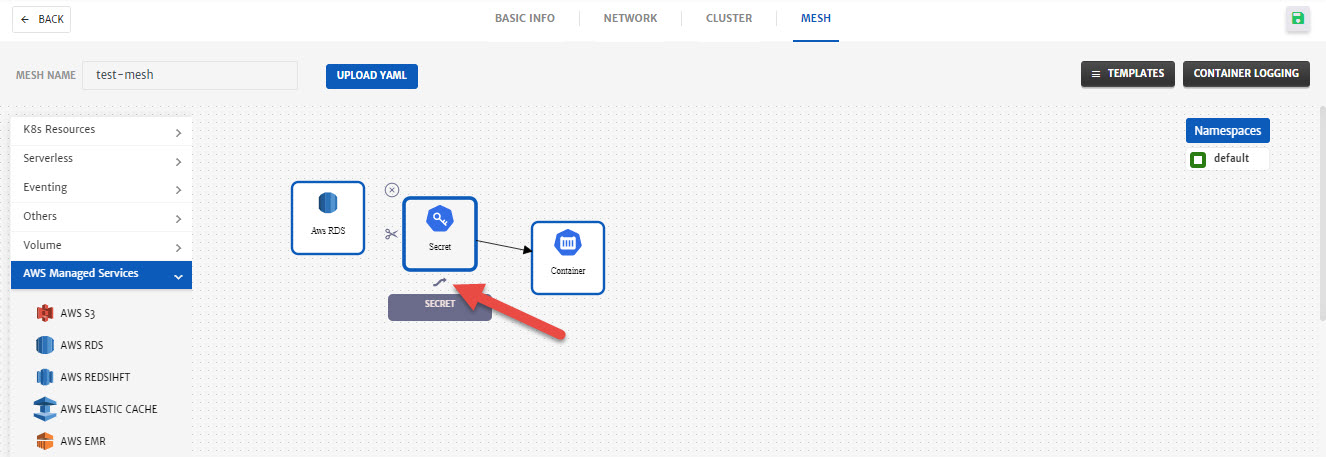 BACK
BASIC INFO
NETWORK
CLUSTER
MESH
MESH NAME
test-mesh
UPLOAD YAML
TEMPLATES
CONTAINER LOGGING
K8s Resources
Serverless
Eventing
Others
Volume
AWS Managed Services
AWS S3
AWS RDS
AWS REDSIHFT
AWS ELASTIC CACHE
AWS EMR
Aws RDS
Secret
SECRET
Container
Namespaces
default